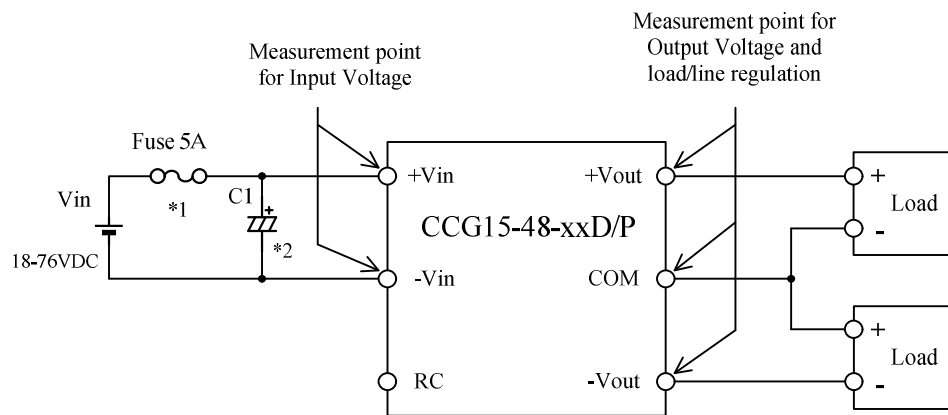 Measurement point
for Input Voltage
Measurement point for
Output Voltage and
load/line regulation
Fuse 5A
*1
C1
+
*2
Vin
18-76VDC
+Vin
-Vin
RC
CCG15-48-xxD/P
+Vout
COM
-Vout
+
Load
-
+
Load
-